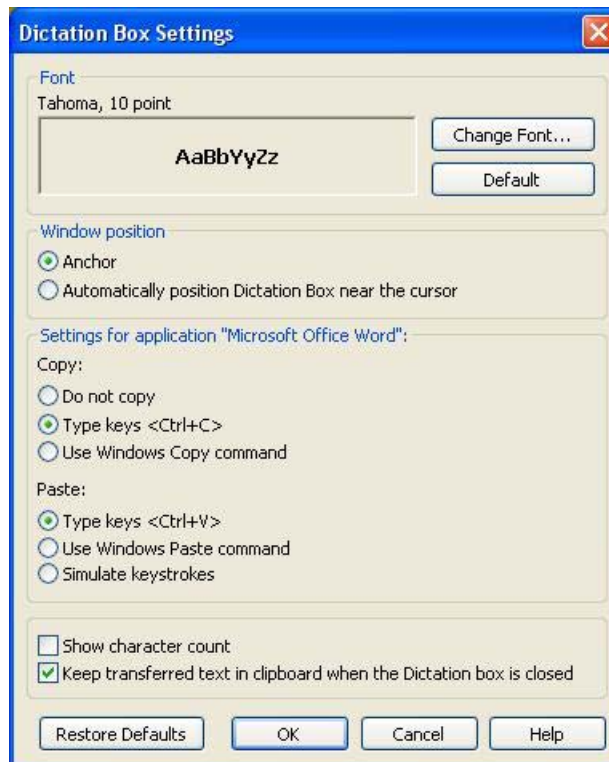 Dictation Box Settings
Font
Tahoma, 10 point
AaBbYyZz
Change Font...
Default
Window position
Anchor
Automatically position Dictation Box near the cursor
Settings for application "Microsoft Office Word":
Copy:
Do not copy
Type keys <Ctrl+C>
Use Windows Copy command
Paste:
Type keys <Ctrl+V>
Use Windows Paste command
Simulate keystrokes
Show character count
Keep transferred text in clipboard when the Dictation box is closed
Restore Defaults OK Cancel Help